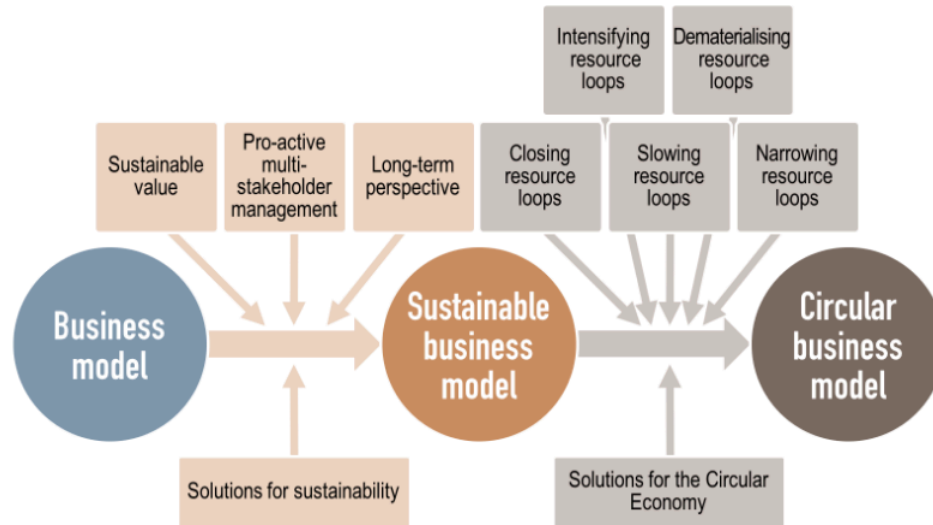 Intensifying
resource
loops
Dematerialising
resource
loops
Sustainable
value
Pro-active
multi-
stakeholder
management
Long-term
perspective
Closing
resource
loops
Slowing
resource
loops
Narrowing
resource
loops
Business
model
Sustainable
business
model
Circular
business
model
Solutions for sustainability
Solutions for the Circular
Economy